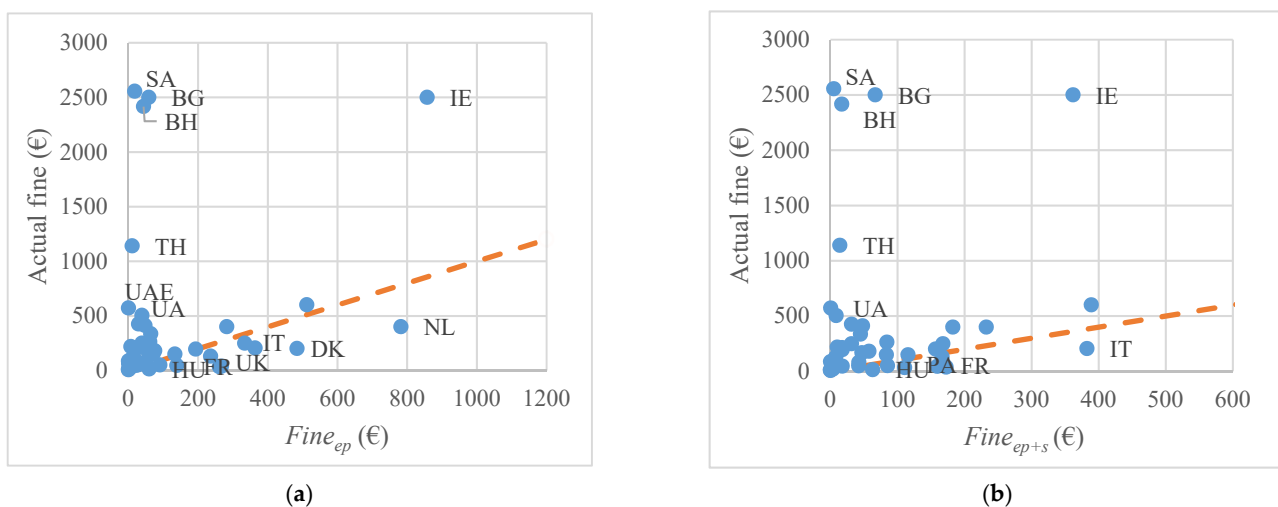 3000
2500
2000
1500
1000
500
0
Actual fine (€)
SA
BG
BH
IE
TH
UAE
UA
IT
NL
DK
UK
HU
FR
0 200 400 600 800 1000 1200
Fine_ep (€)
(a)
3000
2500
2000
1500
1000
500
0
Actual fine (€)
SA
BG
BH
IE
TH
UA
IT
HU
PA
FR
0 100 200 300 400 500 600
Fine_ep+s (€)
(b)